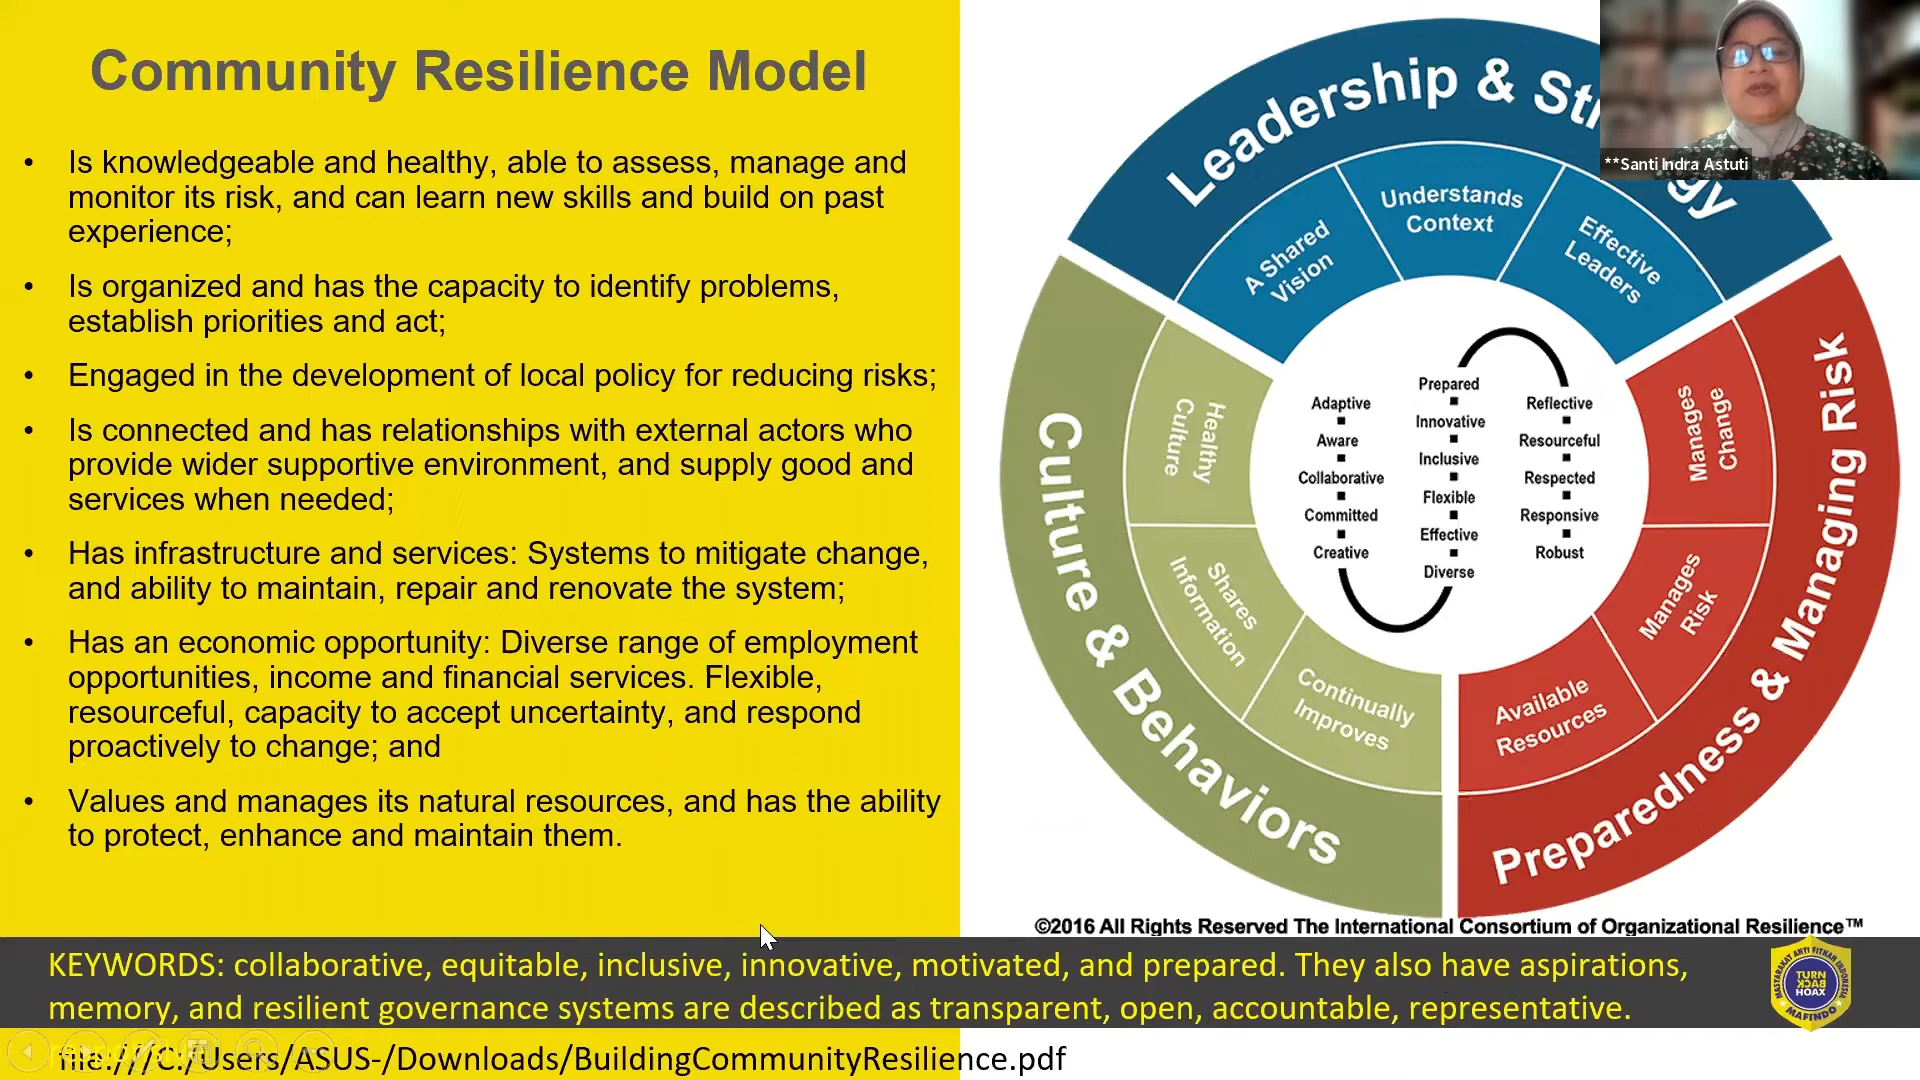 Community Resilience Model
• Is knowledgeable and healthy, able to assess, manage and
monitor its risk, and can learn new skills and build on past
experience;
• Is organized and has the capacity to identify problems,
establish priorities and act;
• Engaged in the development of local policy for reducing risks;
• Is connected and has relationships with external actors who
provide wider supportive environment, and supply good and
services when needed;
• Has infrastructure and services: Systems to mitigate change,
and ability to maintain, repair and renovate the system;
• Has an economic opportunity: Diverse range of employment
opportunities, income and financial services. Flexible,
resourceful, capacity to accept uncertainty, and respond
proactively to change; and
• Values and manages its natural resources, and has the ability
to protect, enhance and maintain them.
Leadership &
**Santi Indra Astuti
A Shared
Vision
Understands
Context
Effective
Leaders
Culture & Behaviors
Healthy
Culture
Shares
Information
Continually
Improves
Preparedness & Managing Risk
Manages
Change
Manages
Risk
Available
Resources
Adaptive
Aware
Collaborative
Committed
Creative
Prepared
Innovative
Inclusive
Flexible
Effective
Diverse
Reflective
Resourceful
Respected
Responsive
Robust
©2016 All Rights Reserved The International Consortium of Organizational Resilience™
KEYWORDS: collaborative, equitable, inclusive, innovative, motivated, and prepared. They also have aspirations,
memory, and resilient governance systems are described as transparent, open, accountable, representative.
MASYARAKAT ANTI FITNAH INDONESIA
TURN
BACK
HOAX
MAFINDO
file:///C:/Users/ASUS-/Downloads/BuildingCommunityResilience.pdf